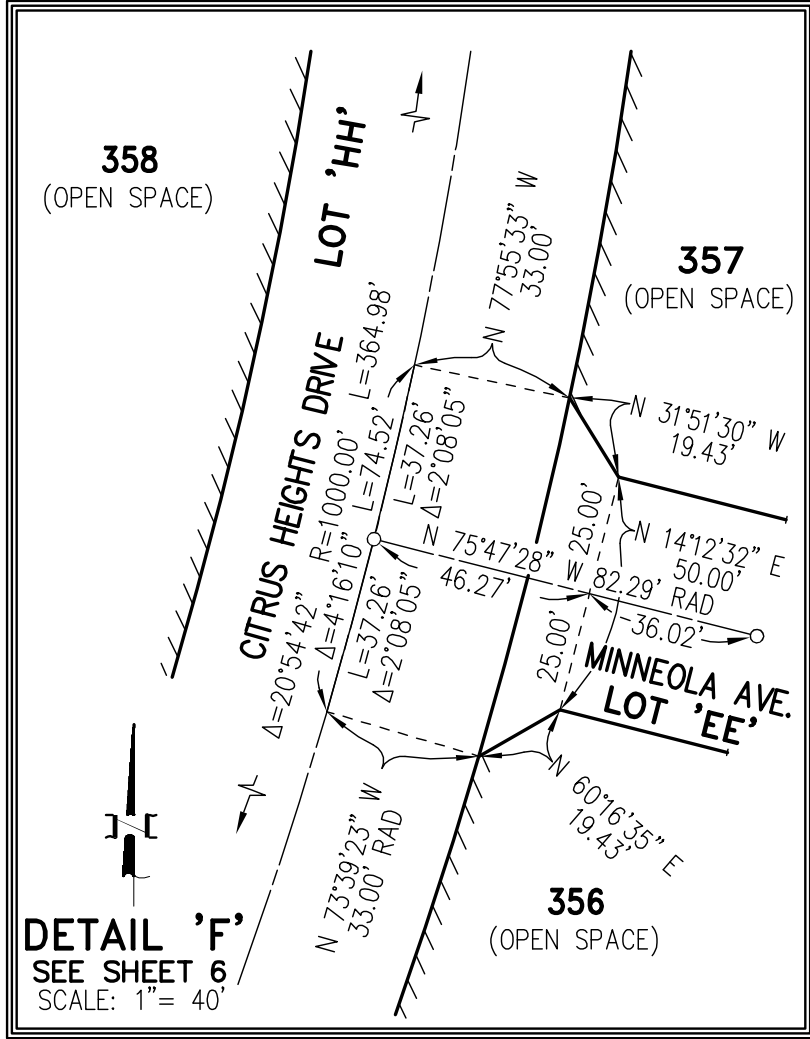 358
(OPEN SPACE)
CITRUS HEIGHTS DRIVE LOT 'HH'
N 77°55'33" W
33.00'
357
(OPEN SPACE)
L=364.98'
R=1000.00' L=74.52'
Δ=20°54'42" Δ=4°16'10"
L=37.26'
Δ=2°08'05"
N 31°51'30" W
19.43'
N 75°47'28" W 82.29' RAD
46.27'
-36.02'
25.00'
25.00'
N 14°12'32" E
50.00'
L=37.26'
Δ=2°08'05"
MINNEOLA AVE.
LOT 'EE'
N 73°39'23" W
33.00' RAD
N 60°16'35" E
19.43'
356
(OPEN SPACE)
DETAIL 'F'
SEE SHEET 6
SCALE: 1"= 40'